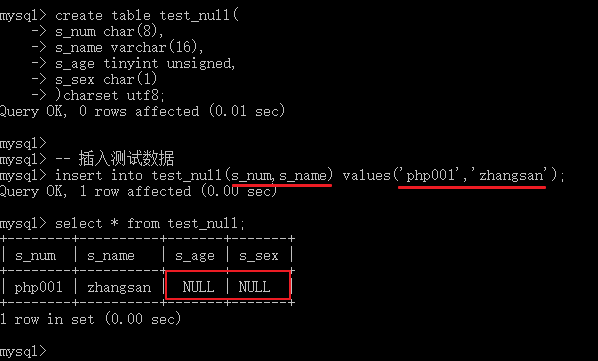 mysql> create table test_null(
    -> s_num char(8),
    -> s_name varchar(16),
    -> s_age tinyint unsigned,
    -> s_sex char(1)
    -> )charset utf8;
Query OK, 0 rows affected (0.01 sec)
mysql>
mysql> -- 插入测试数据
mysql> insert into test_null(s_num,s_name) values('php001','zhangsan');
Query OK, 1 row affected (0.00 sec)
mysql> select * from test_null;
+--------+----------+-------+-------+
| s_num | s_name | s_age | s_sex |
+--------+----------+-------+-------+
| php001 | zhangsan | NULL | NULL |
+--------+----------+-------+-------+
1 row in set (0.00 sec)
mysql>